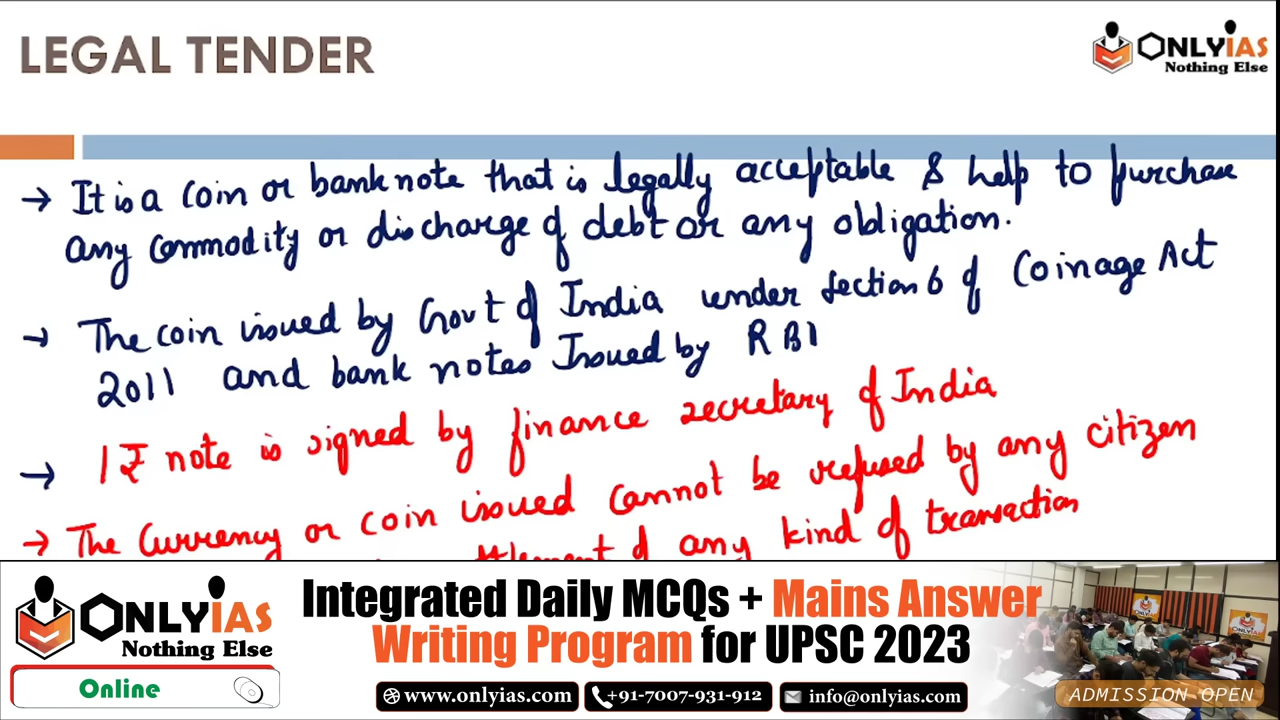 LEGAL TENDER
ONLYIAS
Nothing Else
→ It is a coin or bank note that is legally acceptable & help to purchase
any commodity or discharge of debt or any obligation.
→ The coin issued by Govt of India under section 6 of Coinage Act
2011 and bank notes Issued by RBI
→ 1₹ note is signed by finance secretary of India
→ The Currency or coin issued cannot be refused by any citizen
of any kind of transaction
ONLYIAS
Nothing Else
Online
Integrated Daily MCQs + Mains Answer
Writing Program for UPSC 2023
www.onlyias.com
+91-7007-931-912
info@onlyias.com
ADMISSION OPEN